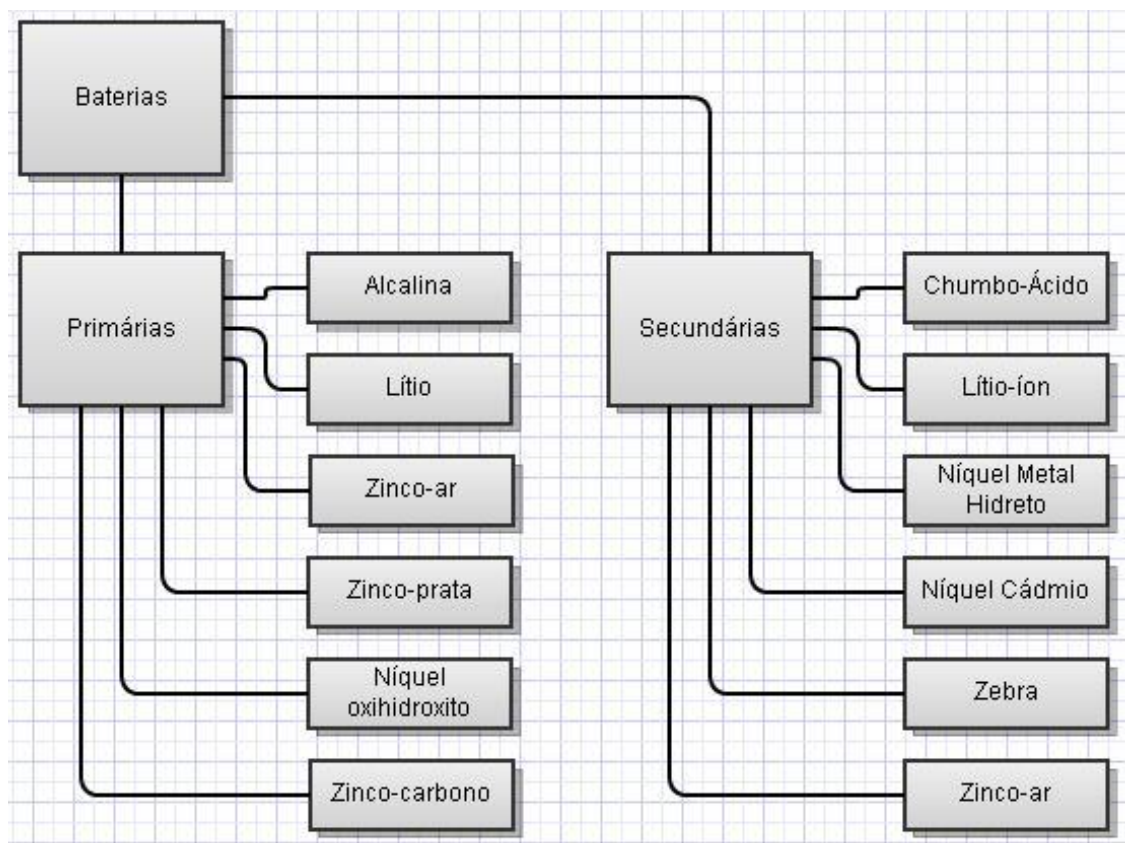 Baterias
Primárias
Alcalina
Lítio
Zinco-ar
Zinco-prata
Níquel
oxihidroxito
Zinco-carbono
Secundárias
Chumbo-Ácido
Lítio-íon
Níquel Metal
Hidreto
Níquel Cádmio
Zebra
Zinco-ar